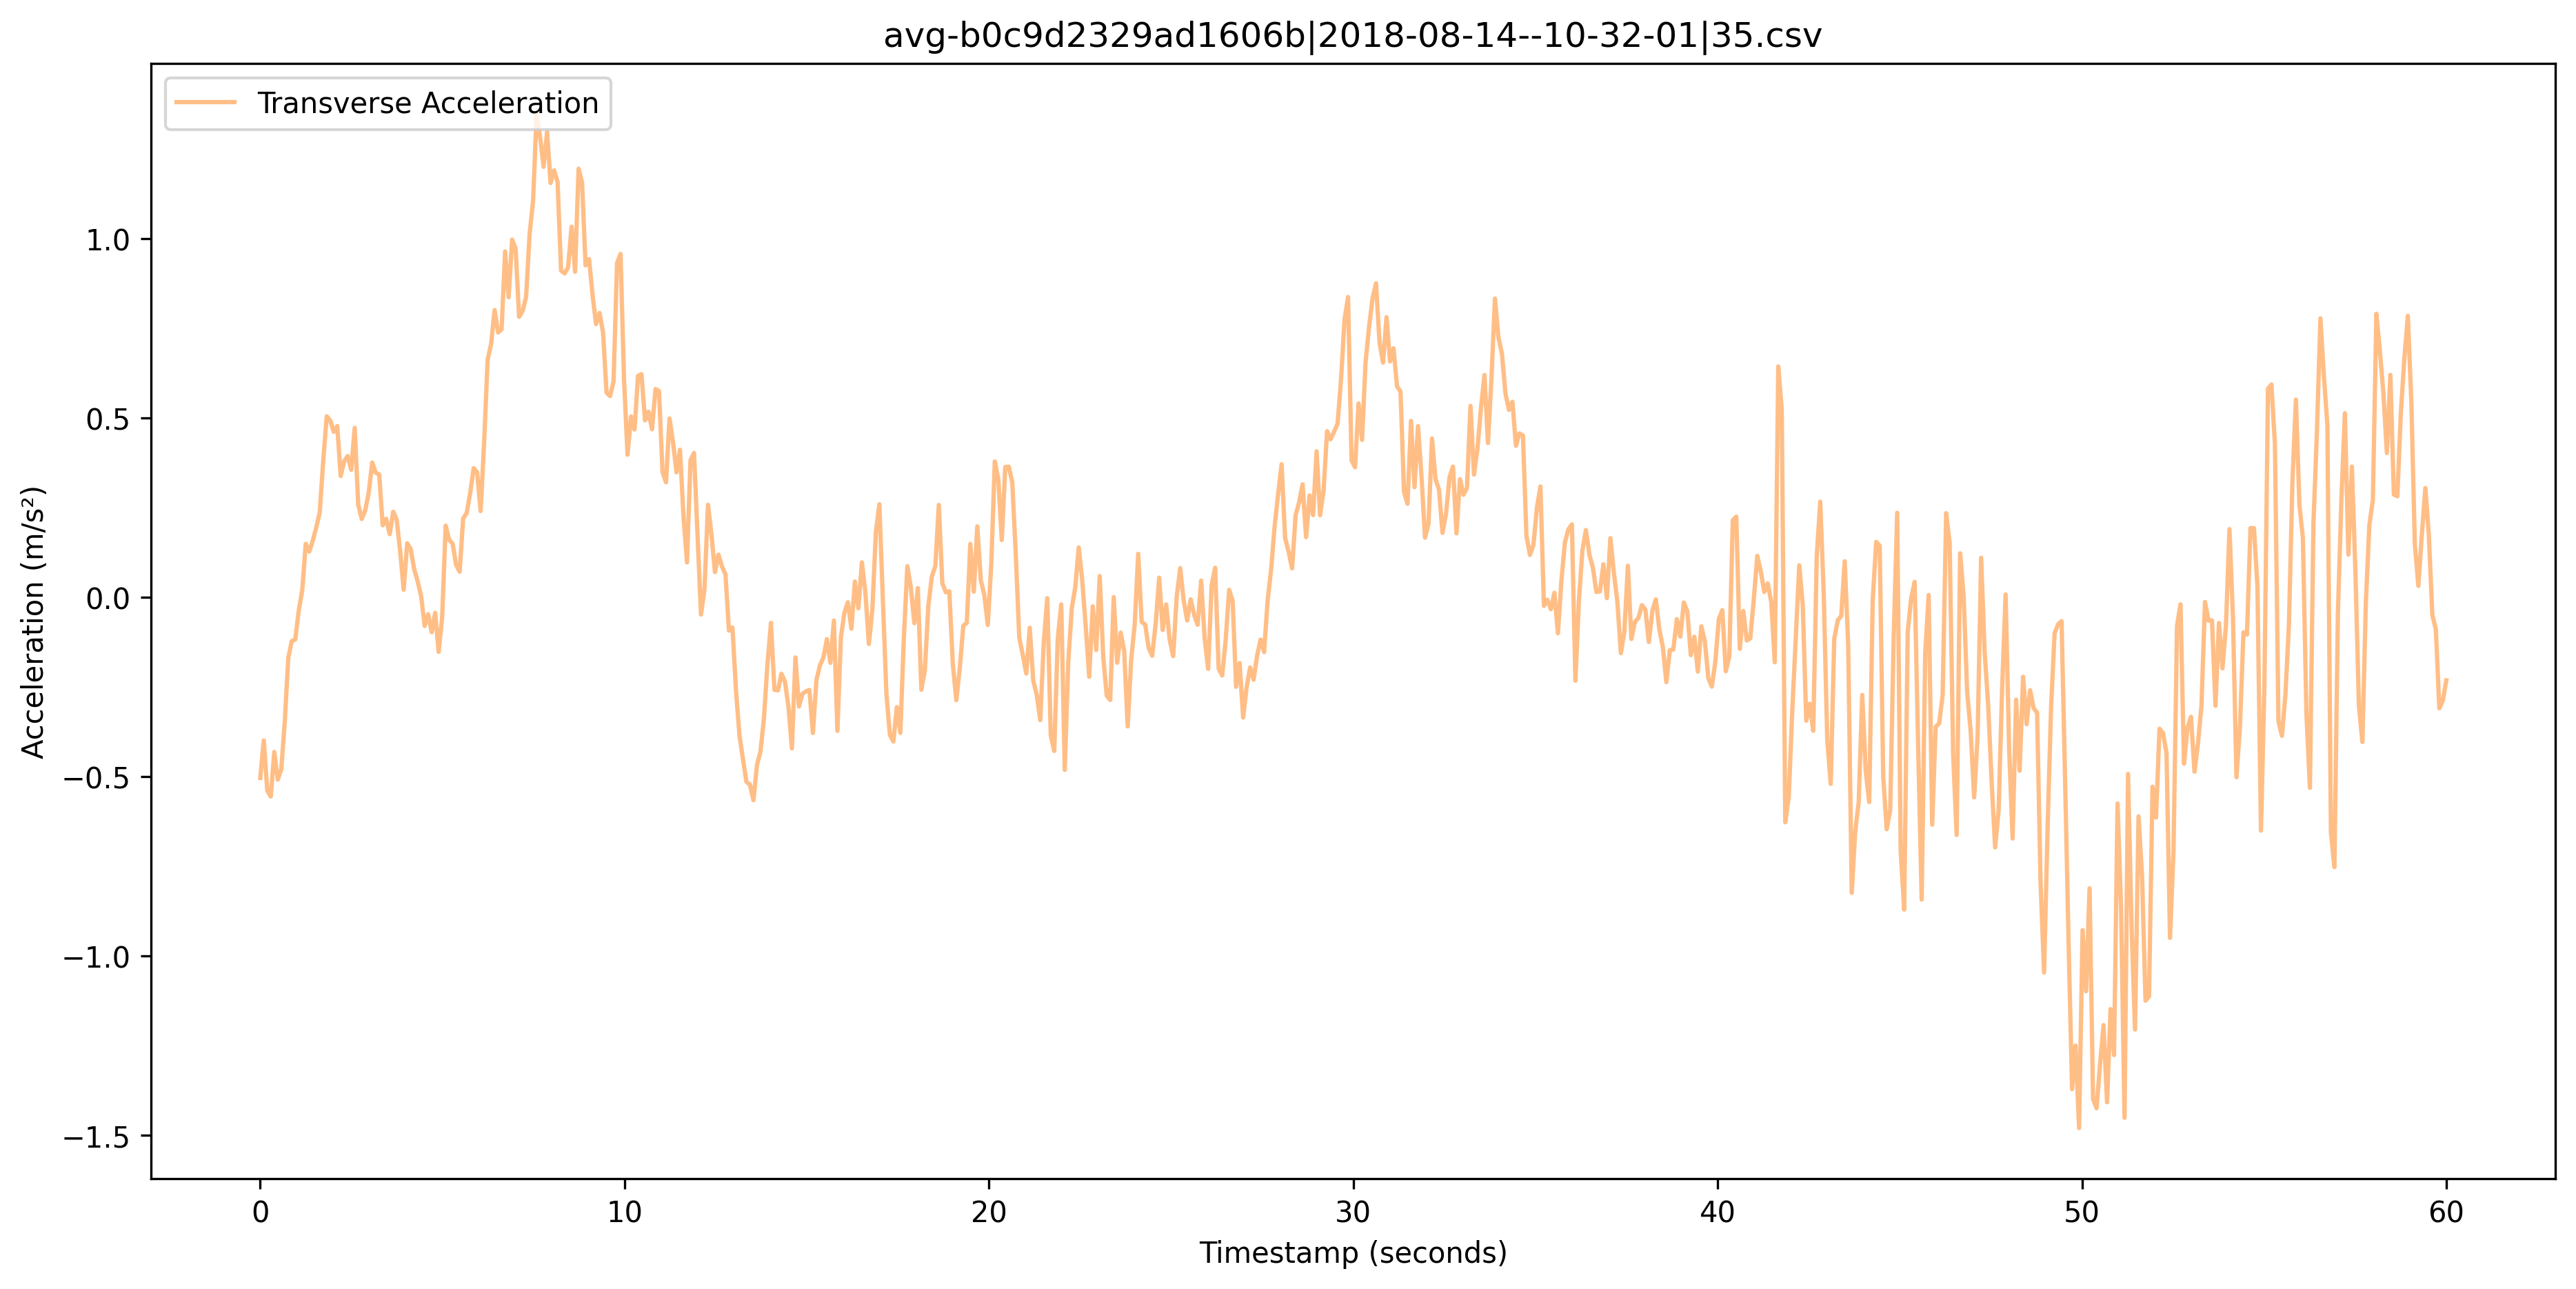 avg-b0c9d2329ad1606b|2018-08-14--10-32-01|35.csv
Transverse Acceleration
Acceleration (m/s²)
1.0
0.5
0.0
−0.5
−1.0
−1.5
0 10 20 30 40 50 60
Timestamp (seconds)